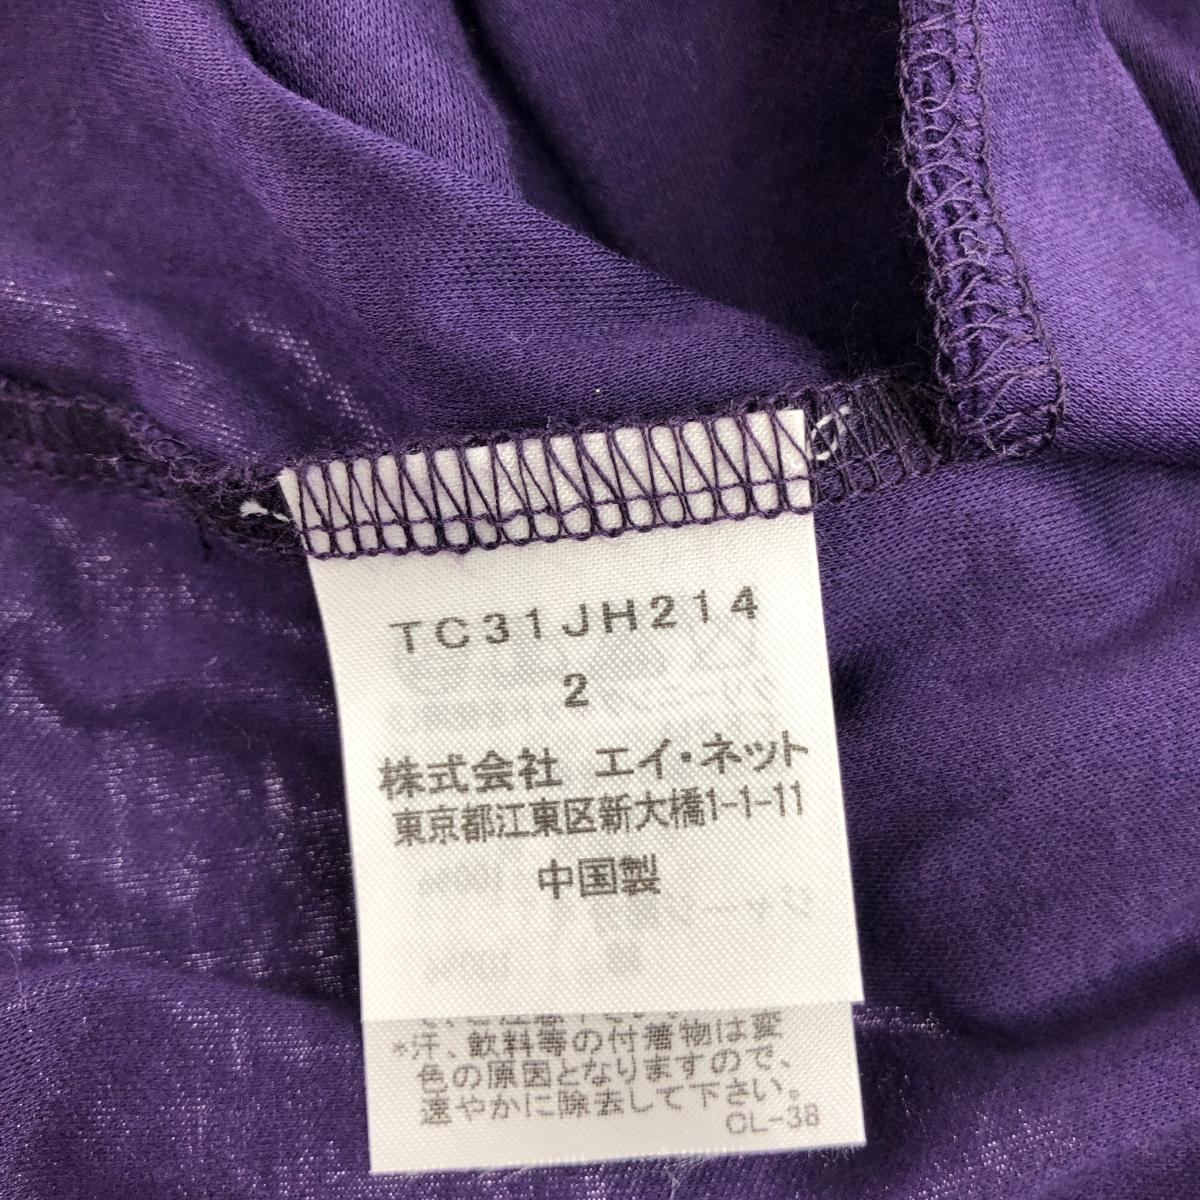 TC31JH214
2
株式会社 エイ・ネット
東京都江東区新大橋1-1-11
中国製
*汗、飲料等の付着物は変
色の原因となりますので、
速やかに除去して下さい。
CL-38